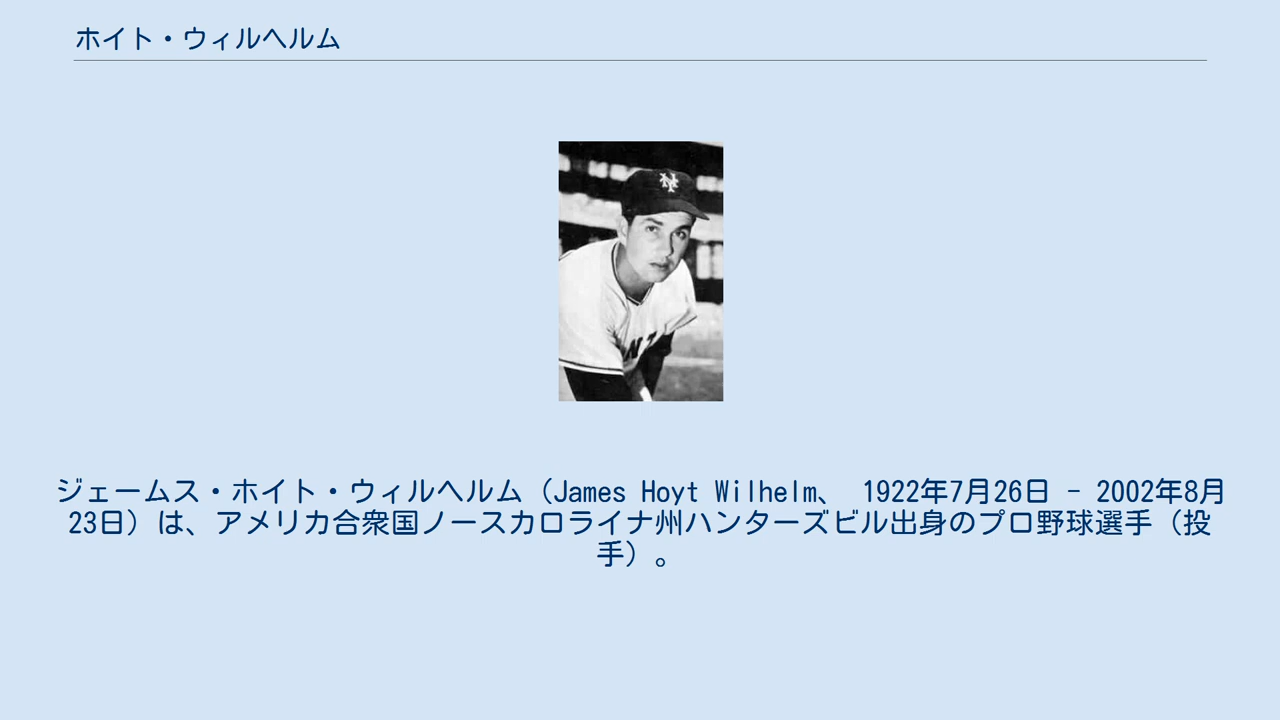 ホイト・ウィルヘルム
NY
ジェームス・ホイト・ウィルヘルム（James Hoyt Wilhelm、 1922年7月26日 - 2002年8月
23日）は、アメリカ合衆国ノースカロライナ州ハンターズビル出身のプロ野球選手（投
手）。